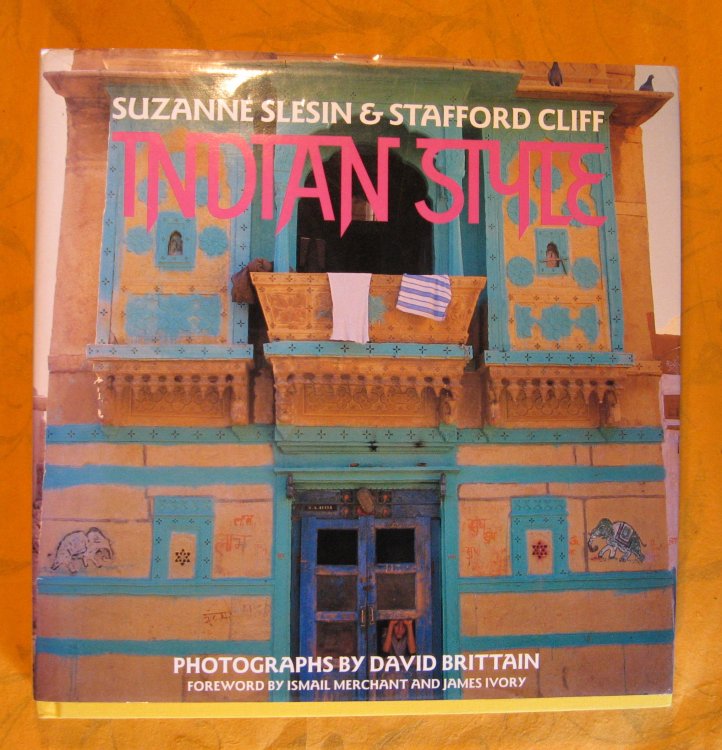 SUZANNE SLESIN & STAFFORD CLIFF
INDIAN STYLE
PHOTOGRAPHS BY DAVID BRITTAIN
FOREWORD BY ISMAIL MERCHANT AND JAMES IVORY